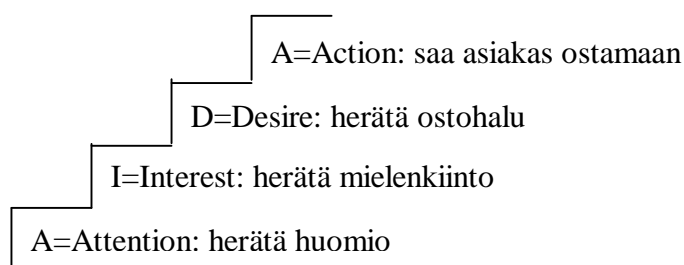 A=Action: saa asiakas ostamaan
D=Desire: herätä ostohalu
I=Interest: herätä mielenkiinto
A=Attention: herätä huomio